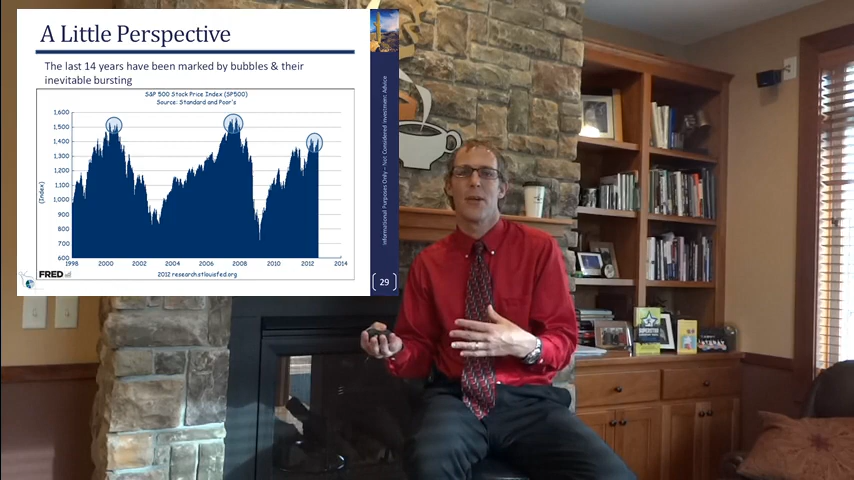 A Little Perspective
The last 14 years have been marked by bubbles & their
inevitable bursting
S&P 500 Stock Price Index (SP500)
Source: Standard and Poor's
1,600
1,500
1,400
1,300
1,200
1,100
1,000
900
800
700
600
(Index)
1998
2000
2002
2004
2006
2008
2010
2012
2014
FRED
2012 research.stlouisfed.org
Informational Purposes Only – Not Considered Investment Advice
29